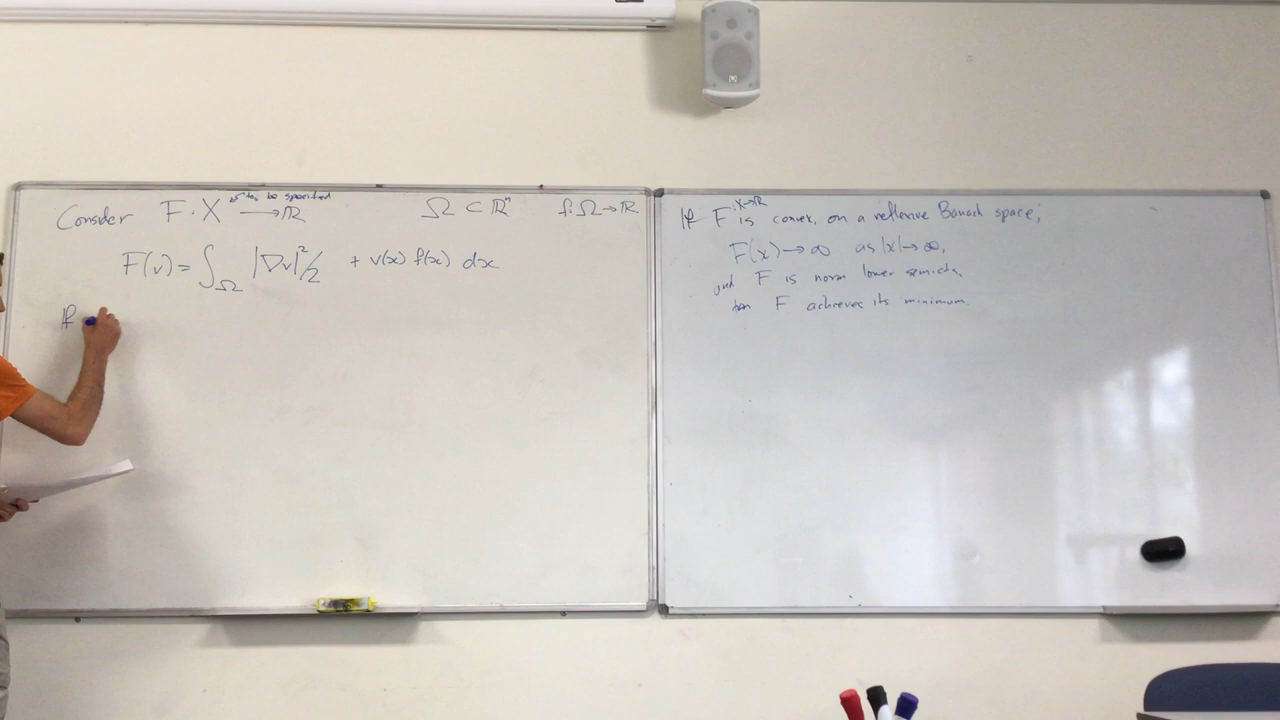 Consider F : X → ℝ
to be specified
Ω ⊂ ℝⁿ
f: Ω → ℝ
F(v) = ∫_Ω |∇v|²/2 + v(x) f(x) dx
If
: X→ℝ
If F is convex, on a reflexive Banach space,
F(x) → ∞ as |x| → ∞,
and F is norm lower semicts,
then F achieves its minimum.